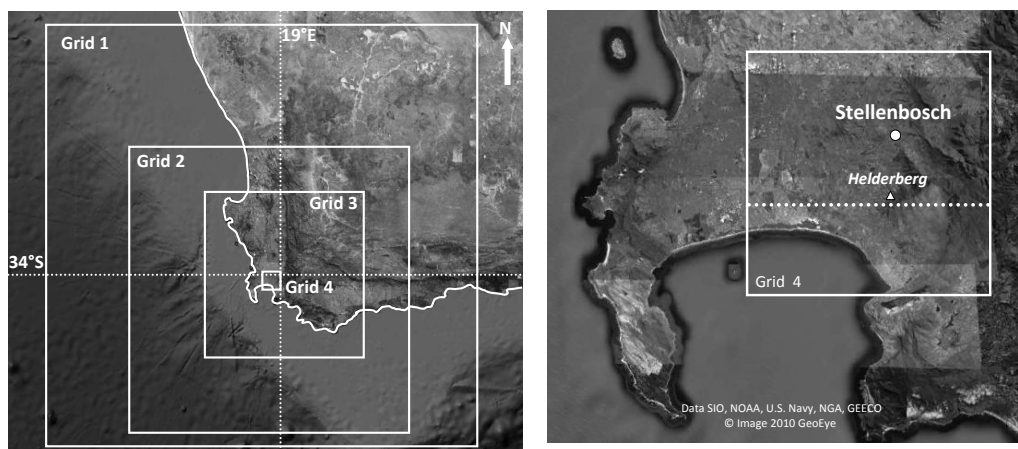 Grid 1
19°E
N
Grid 2
Grid 3
34°S
Grid 4
Stellenbosch
Helderberg
Grid 4
Data SIO, NOAA, U.S. Navy, NGA, GEECO
© Image 2010 GeoEye